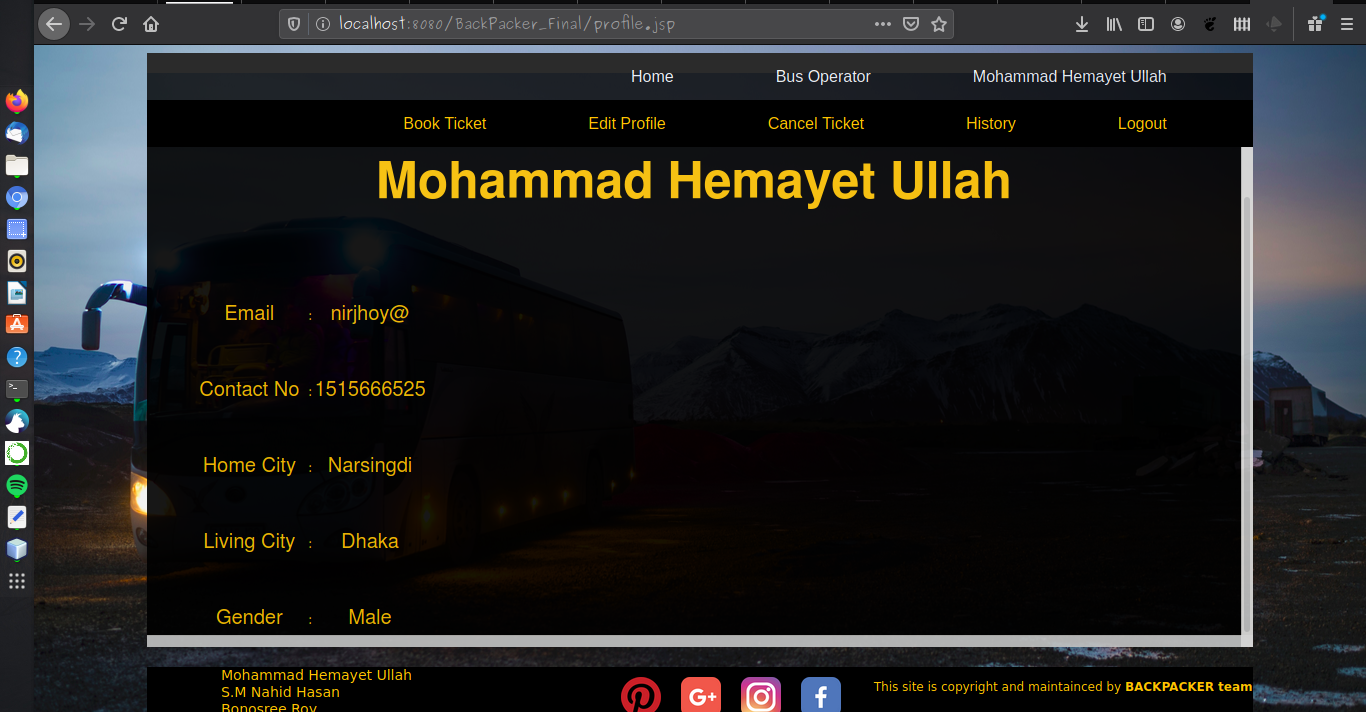 localhost:8080/BackPacker_Final/profile.jsp
Home Bus Operator Mohammad Hemayet Ullah
Book Ticket Edit Profile Cancel Ticket History Logout
Mohammad Hemayet Ullah
Email : nirjhoy@
Contact No : 1515666525
Home City : Narsingdi
Living City : Dhaka
Gender : Male
Mohammad Hemayet Ullah
S.M Nahid Hasan
Bonosree Roy
G+
This site is copyright and maintainced by BACKPACKER team